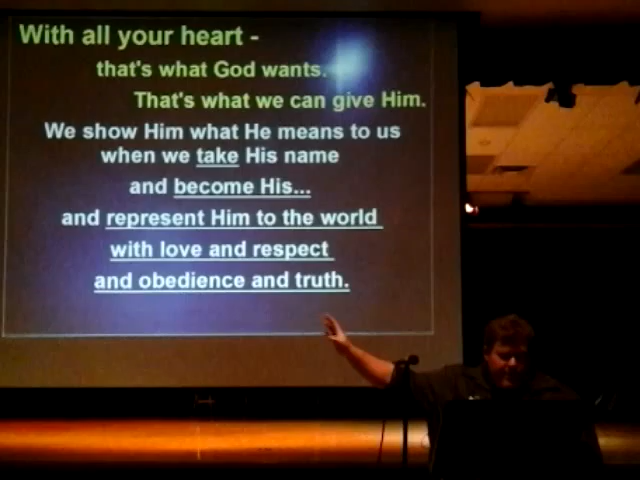 With all your heart -
that's what God wants.
That's what we can give Him.
We show Him what He means to us
when we take His name
and become His...
and represent Him to the world
with love and respect
and obedience and truth.